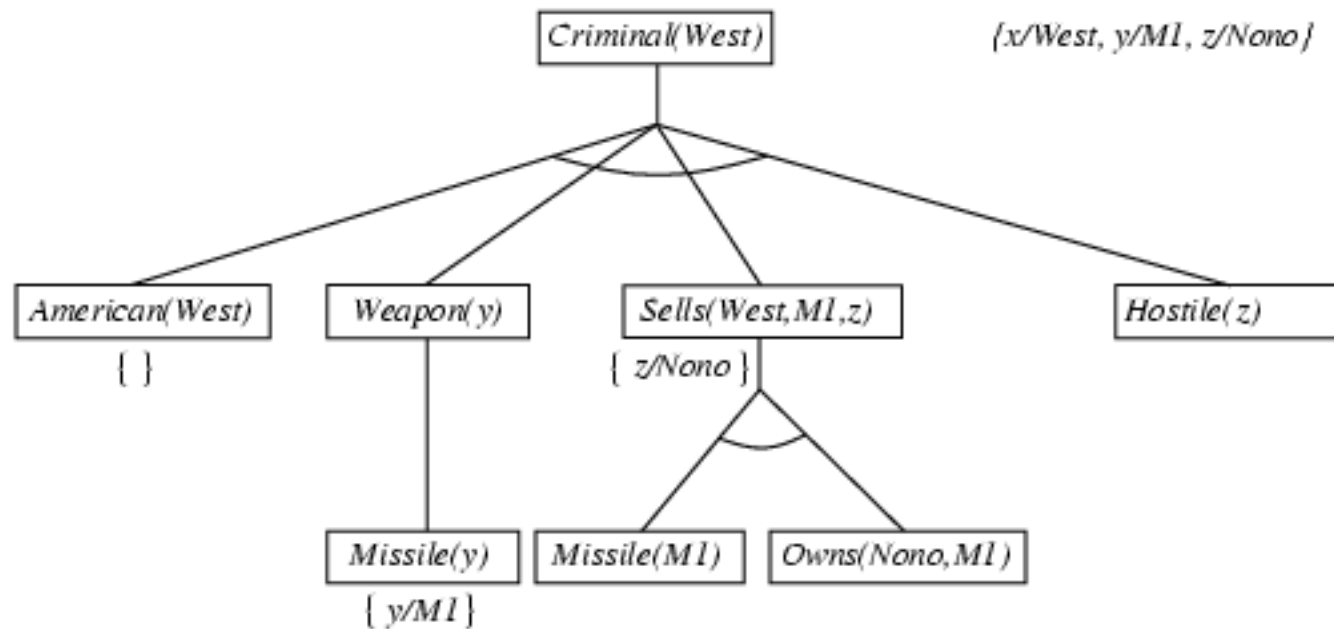 Criminal(West)
{x/West, y/M1, z/Nono}
American(West)
Weapon(y)
Sells(West,M1,z)
Hostile(z)
{ }
{ z/Nono }
Missile(y)
Missile(M1)
Owns(Nono,M1)
{ y/M1 }